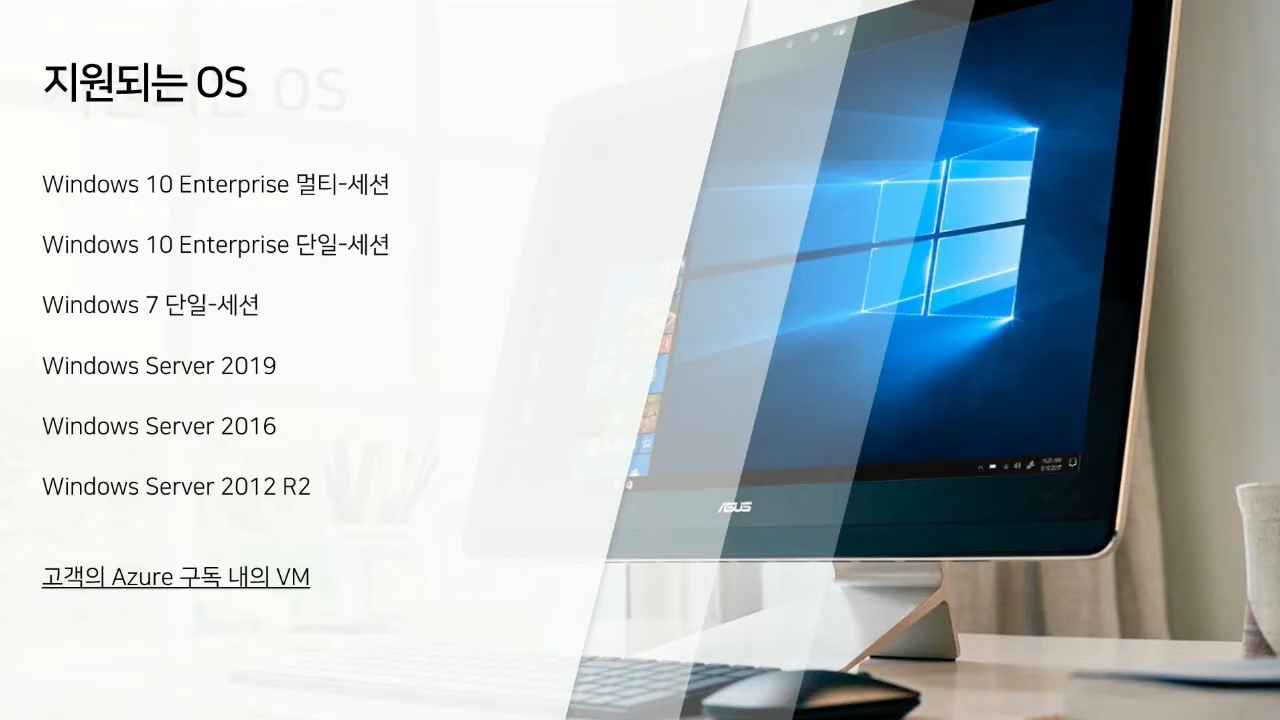 지원되는 OS
Windows 10 Enterprise 멀티-세션
Windows 10 Enterprise 단일-세션
Windows 7 단일-세션
Windows Server 2019
Windows Server 2016
Windows Server 2012 R2
고객의 Azure 구독 내의 VM
ASUS